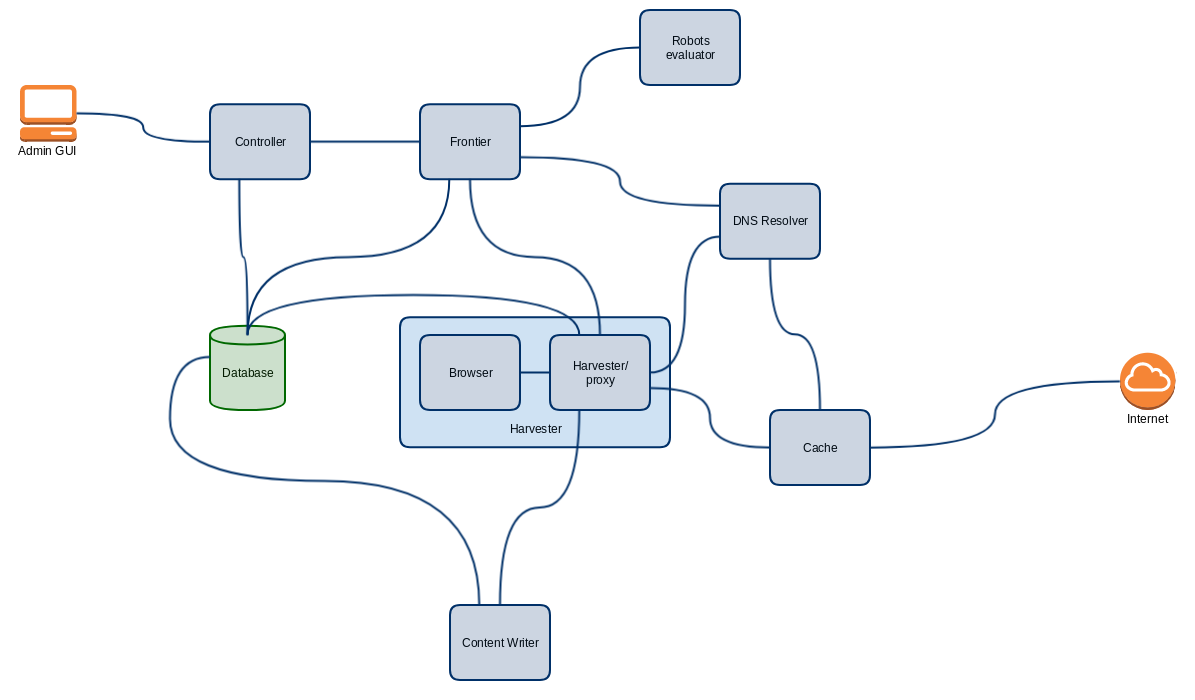 Robots
evaluator
Admin GUI
Controller
Frontier
DNS Resolver
Database
Browser
Harvester/
proxy
Harvester
Internet
Cache
Content Writer